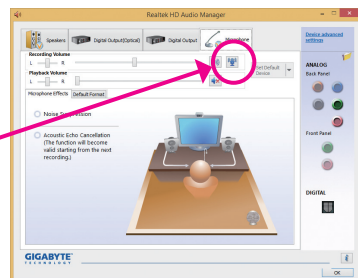 Realtek HD Audio Manager
Speakers
Digital Output(Optical)
Digital Output
Microphone
Device advanced
settings
Recording Volume
L
R
Set Default
Device
Playback Volume
L
R
Microphone Effects
Default Format
Noise Suppression
Acoustic Echo Cancellation
(The function will become
valid starting from the next
recording.)
ANALOG
Back Panel
Front Panel
DIGITAL
GIGABYTE
TECHNOLOGY
OK